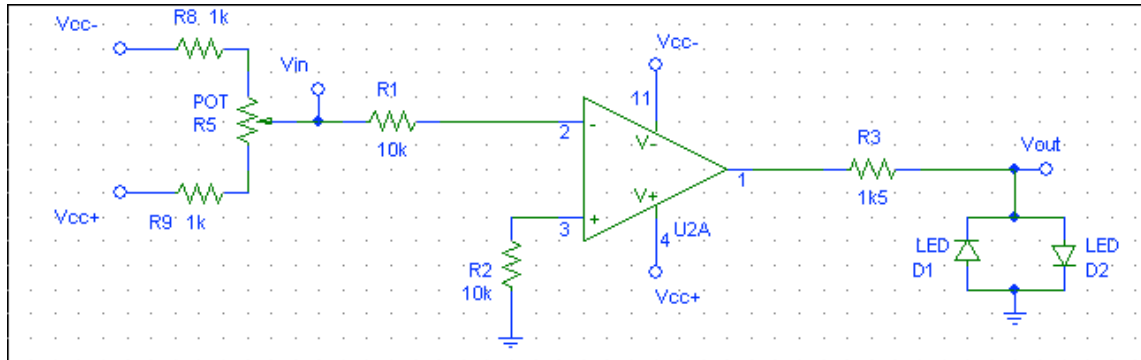 R8 1k
Vcc-
Vin
POT
R5
R1
10k
Vcc+
R9 1k
Vcc-
11
2
-
V-
V+
+
3
1
4
U2A
Vcc+
R2
10k
R3
1k5
Vout
LED
D1
LED
D2